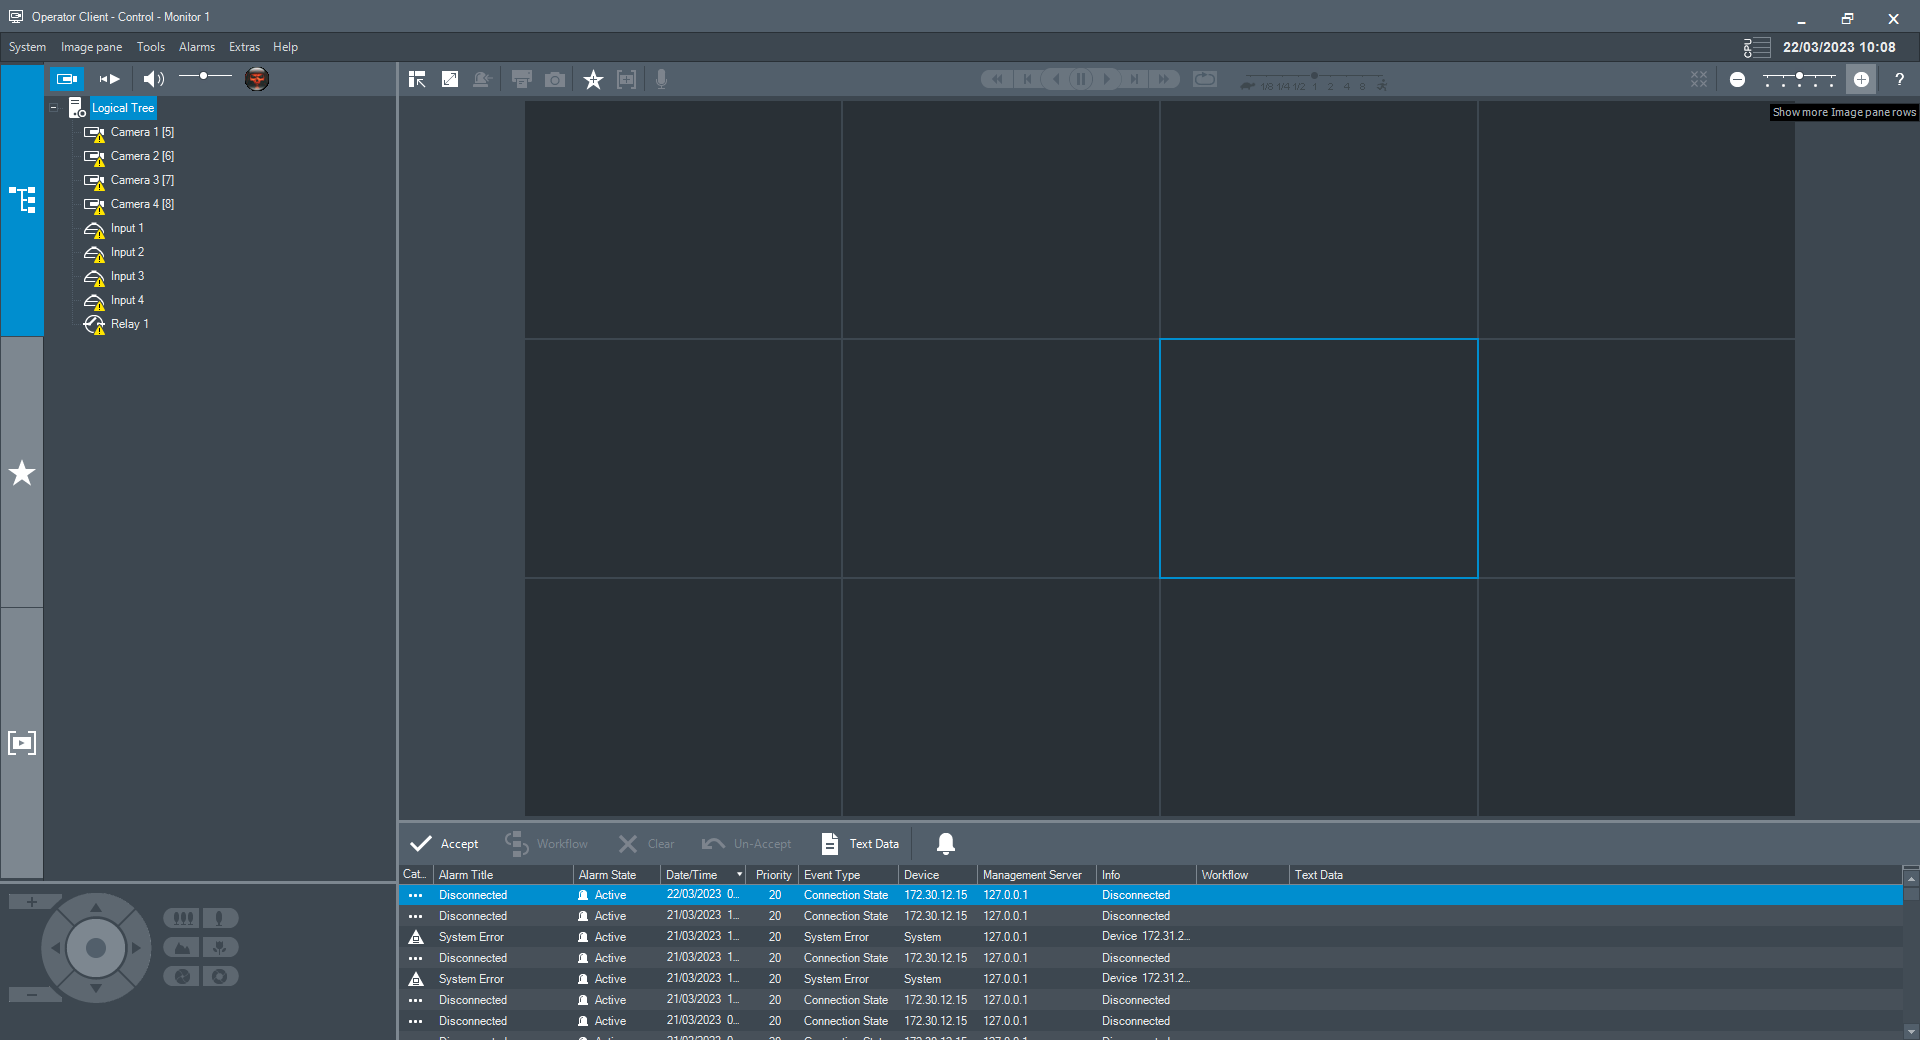 Operator Client - Control - Monitor 1
System Image pane Tools Alarms Extras Help
CPU 22/03/2023 10:08
1/8 1/4 1/2 1 2 4 8
?
Show more Image pane rows
Logical Tree
Camera 1 [5]
Camera 2 [6]
Camera 3 [7]
Camera 4 [8]
Input 1
Input 2
Input 3
Input 4
Relay 1
Accept Workflow Clear Un-Accept Text Data
Cat... Alarm Title Alarm State Date/Time Priority Event Type Device Management Server Info Workflow Text Data
Disconnected Active 22/03/2023 0... 20 Connection State 172.30.12.15 127.0.0.1 Disconnected
Disconnected Active 21/03/2023 1... 20 Connection State 172.30.12.15 127.0.0.1 Disconnected
System Error Active 21/03/2023 1... 20 System Error System 127.0.0.1 Device 172.31.2...
Disconnected Active 21/03/2023 1... 20 Connection State 172.30.12.15 127.0.0.1 Disconnected
System Error Active 21/03/2023 1... 20 System Error System 127.0.0.1 Device 172.31.2...
Disconnected Active 21/03/2023 1... 20 Connection State 172.30.12.15 127.0.0.1 Disconnected
Disconnected Active 21/03/2023 0... 20 Connection State 172.30.12.15 127.0.0.1 Disconnected